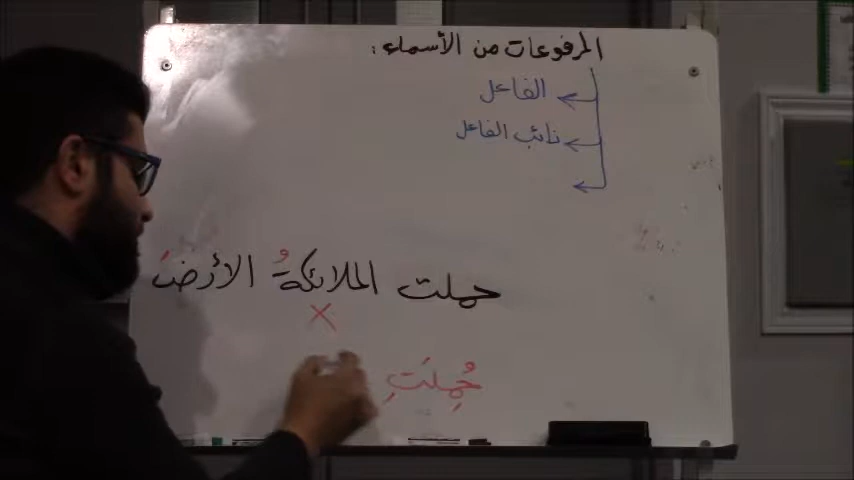 المرفوعات من الأسماء :
الفاعل
نائب الفاعل
حملت الملائكةُ الأرضَ
حُمِلَتِ